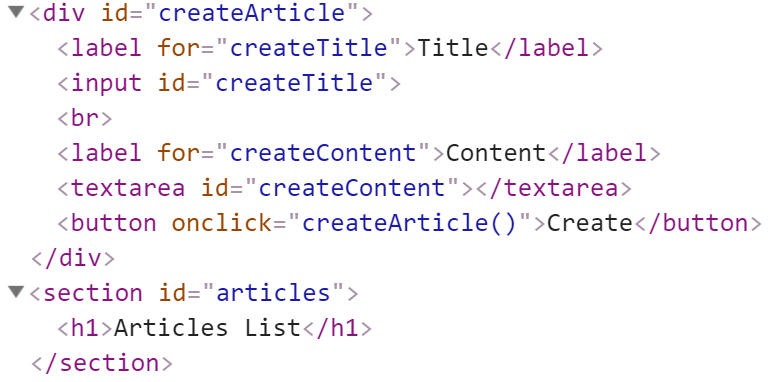 <div id="createArticle">
<label for="createTitle">Title</label>
<input id="createTitle">
<br>
<label for="createContent">Content</label>
<textarea id="createContent"></textarea>
<button onclick="createArticle()">Create</button>
</div>
<section id="articles">
<h1>Articles List</h1>
</section>